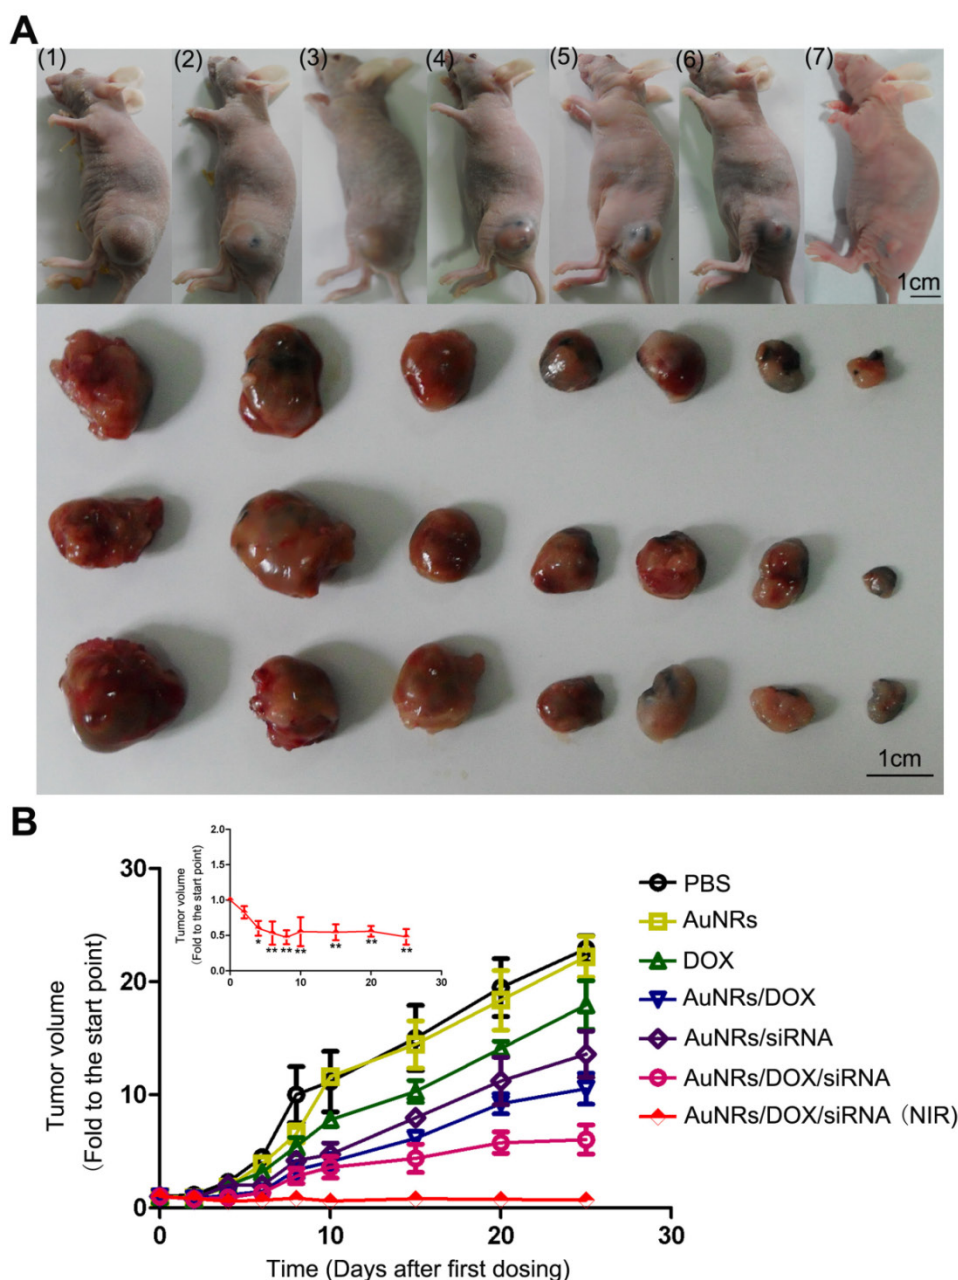 A
(1) (2) (3) (4) (5) (6) (7)
1cm
1cm
B
Tumor volume
(Fold to the start point)
30
20
10
0
0 10 20 30
Time (Days after first dosing)
Tumor volume
(Fold to the start point)
2.0
1.5
1.0
0.5
0.0
0 10 20 30
* ** ** ** ** ** **
PBS
AuNRs
DOX
AuNRs/DOX
AuNRs/siRNA
AuNRs/DOX/siRNA
AuNRs/DOX/siRNA（NIR)